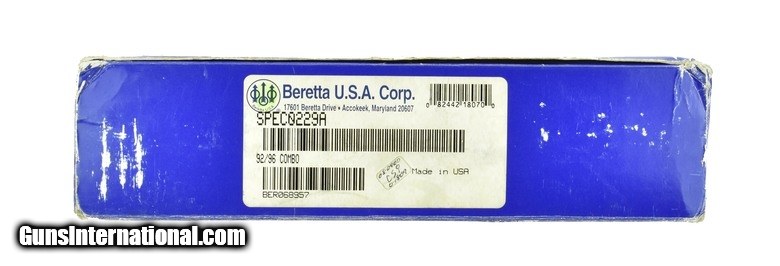 Beretta U.S.A. Corp.
17601 Beretta Drive • Accokeek, Maryland 20607
0 82442 18070 0
SPEC0229A
92/96 COMBO
Made in USA
BER068957
GunsInternational.com